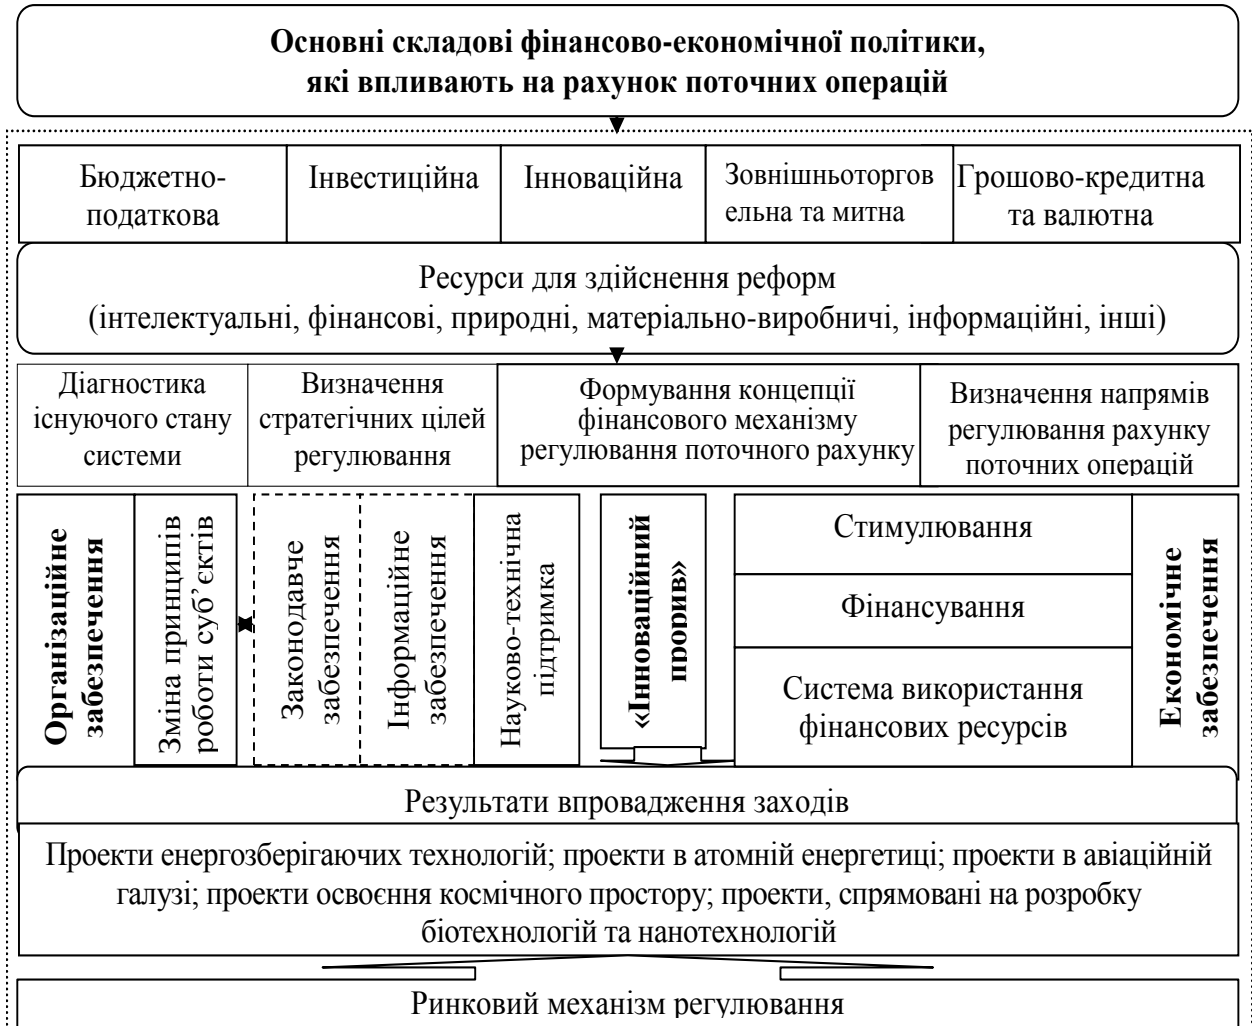 Основні складові фінансово-економічної політики,
які впливають на рахунок поточних операцій
Бюджетно-
податкова
Інвестиційна
Інноваційна
Зовнішньоторгов
ельна та митна
Грошово-кредитна
та валютна
Ресурси для здійснення реформ
(інтелектуальні, фінансові, природні, матеріально-виробничі, інформаційні, інші)
Діагностика
існуючого стану
системи
Визначення
стратегічних цілей
регулювання
Формування концепції
фінансового механізму
регулювання поточного рахунку
Визначення напрямів
регулювання рахунку
поточних операцій
Організаційне
забезпечення
Зміна принципів
роботи суб’єктів
Законодавче
забезпечення
Інформаційне
забезпечення
Науково-технічна
підтримка
«Інноваційний
прорив»
Стимулювання
Фінансування
Система використання
фінансових ресурсів
Економічне
забезпечення
Результати впровадження заходів
Проекти енергозберігаючих технологій; проекти в атомній енергетиці; проекти в авіаційній
галузі; проекти освоєння космічного простору; проекти, спрямовані на розробку
біотехнологій та нанотехнологій
Ринковий механізм регулювання